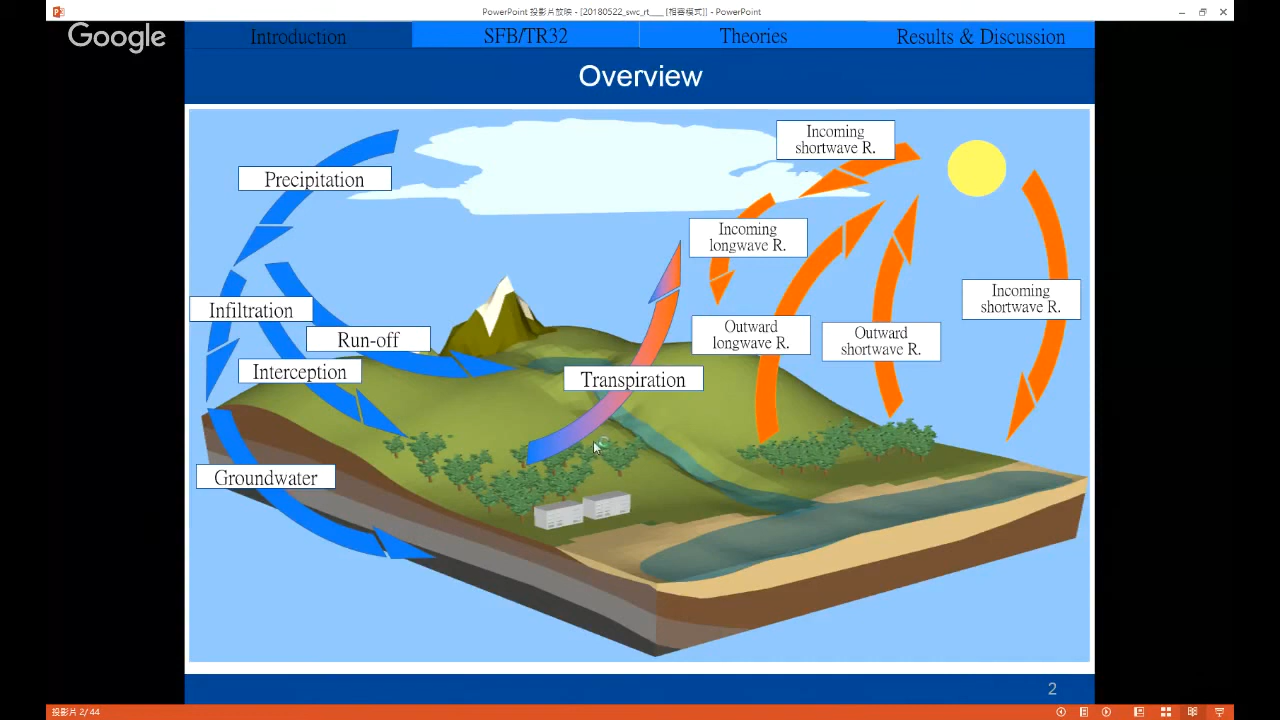 PowerPoint 投影片放映 - [20180522_swc_rt___ [相容模式]] - PowerPoint
Google
Introduction
SFB/TR32
Theories
Results & Discussion
Overview
Incoming
shortwave R.
Precipitation
Incoming
longwave R.
Incoming
shortwave R.
Infiltration
Run-off
Outward
longwave R.
Outward
shortwave R.
Interception
Transpiration
Groundwater
2
投影片 2/44